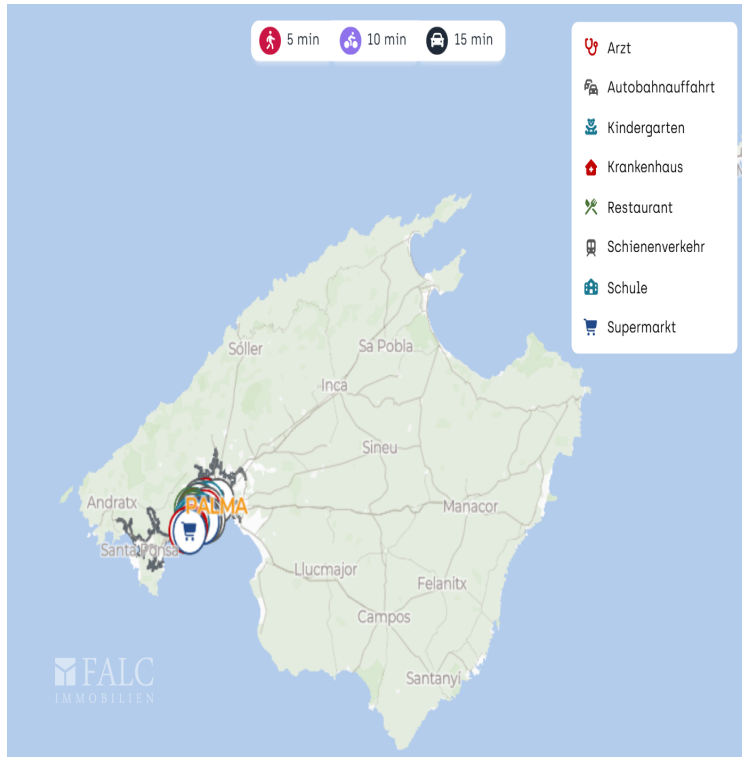 5 min
10 min
15 min
Arzt
Autobahnauffahrt
Kindergarten
Krankenhaus
Restaurant
Schienenverkehr
Schule
Supermarkt
Sóller
Sa Pobla
Inca
Sineu
Andratx
PALMA
Manacor
Santa Ponsa
Llucmajor
Felanitx
Campos
Santanyí
FALC
IMMOBILIEN